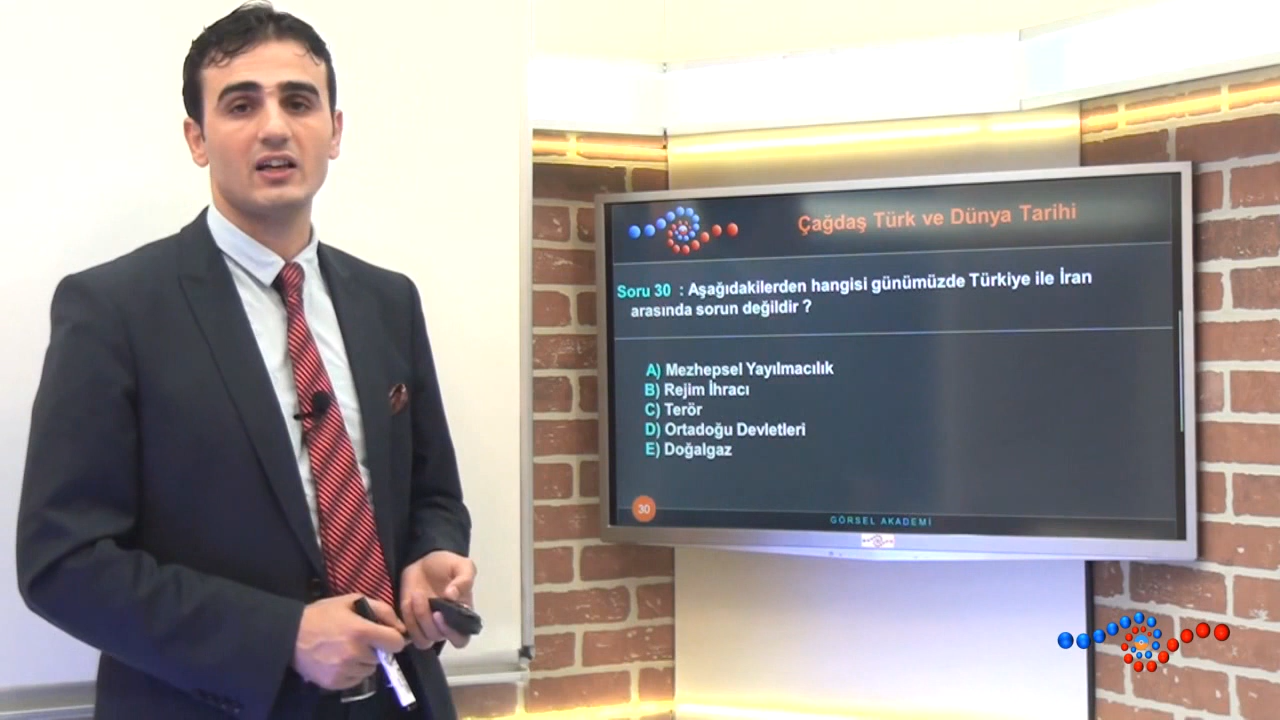 Çağdaş Türk ve Dünya Tarihi
Soru 30 : Aşağıdakilerden hangisi günümüzde Türkiye ile İran
arasında sorun değildir ?
A) Mezhepsel Yayılmacılık
B) Rejim İhracı
C) Terör
D) Ortadoğu Devletleri
E) Doğalgaz
30
GÖRSEL AKADEMİ